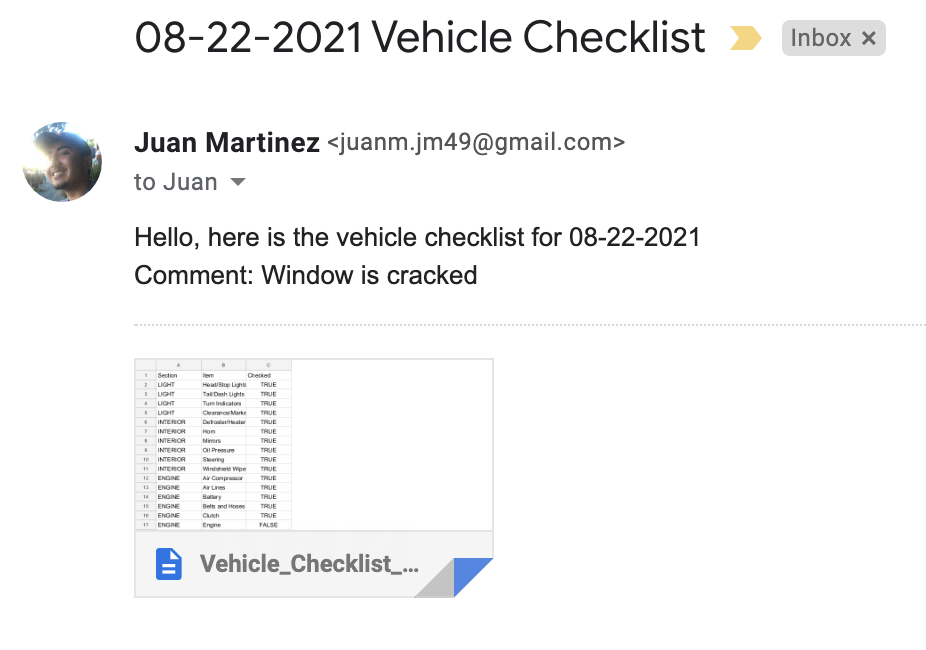 08-22-2021 Vehicle Checklist Inbox ×
Juan Martinez <juanm.jm49@gmail.com>
to Juan
Hello, here is the vehicle checklist for 08-22-2021
Comment: Window is cracked
A B C
1 Section Item Checked
2 LIGHT Head/Stop Lights TRUE
3 LIGHT Tail/Dash Lights TRUE
4 LIGHT Turn Indicators TRUE
5 LIGHT Clearance/Marke TRUE
6 INTERIOR Defroster/Heater TRUE
7 INTERIOR Horn TRUE
8 INTERIOR Mirrors TRUE
9 INTERIOR Oil Pressure TRUE
10 INTERIOR Steering TRUE
11 INTERIOR Windshield Wipe TRUE
12 ENGINE Air Compressor TRUE
13 ENGINE Air Lines TRUE
14 ENGINE Battery TRUE
15 ENGINE Belts and Hoses TRUE
16 ENGINE Clutch TRUE
17 ENGINE Engine FALSE
Vehicle_Checklist_...